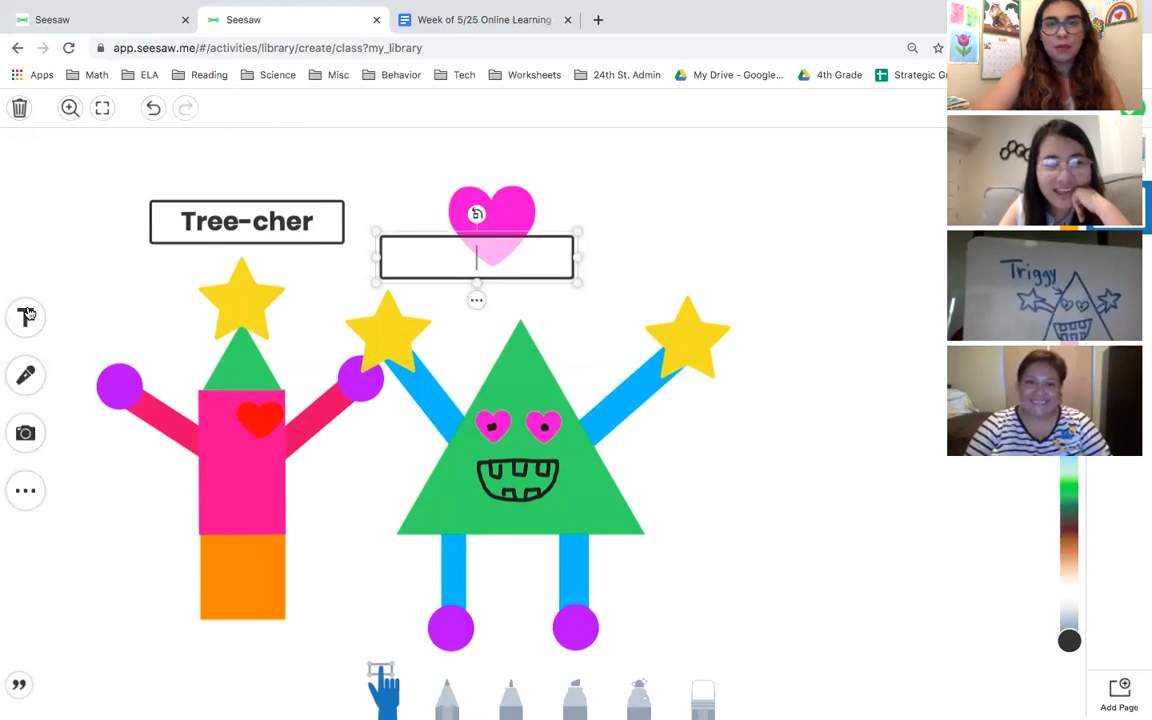 Seesaw
Seesaw
Week of 5/25 Online Learning
app.seesaw.me/#/activities/library/create/class?my_library
Apps
Math
ELA
Reading
Science
Misc
Behavior
Tech
Worksheets
24th St. Admin
My Drive - Google...
4th Grade
Strategic Gr
Tree-cher
T
Triggy
Add Page